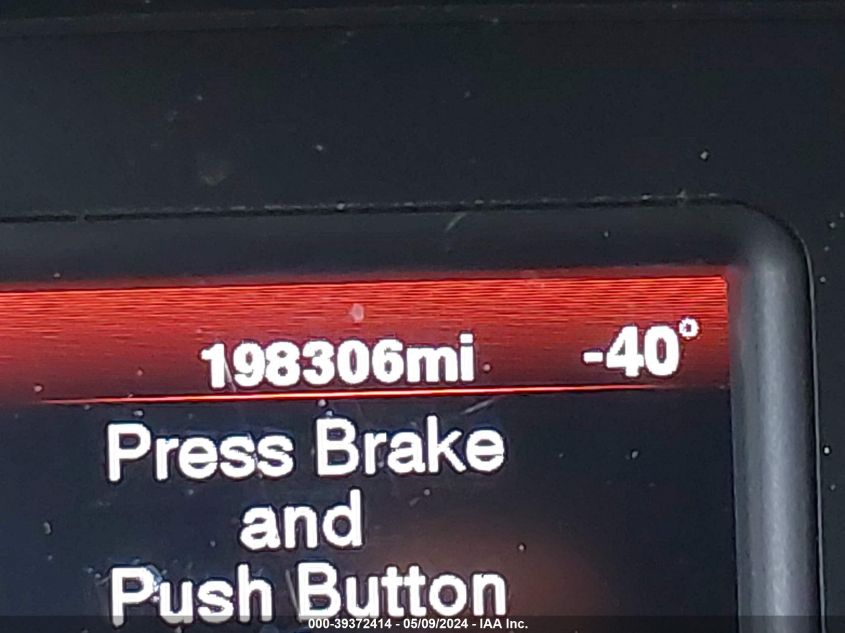 198306mi -40°
Press Brake
and
Push Button
000-39372414 - 05/09/2024 - IAA Inc.